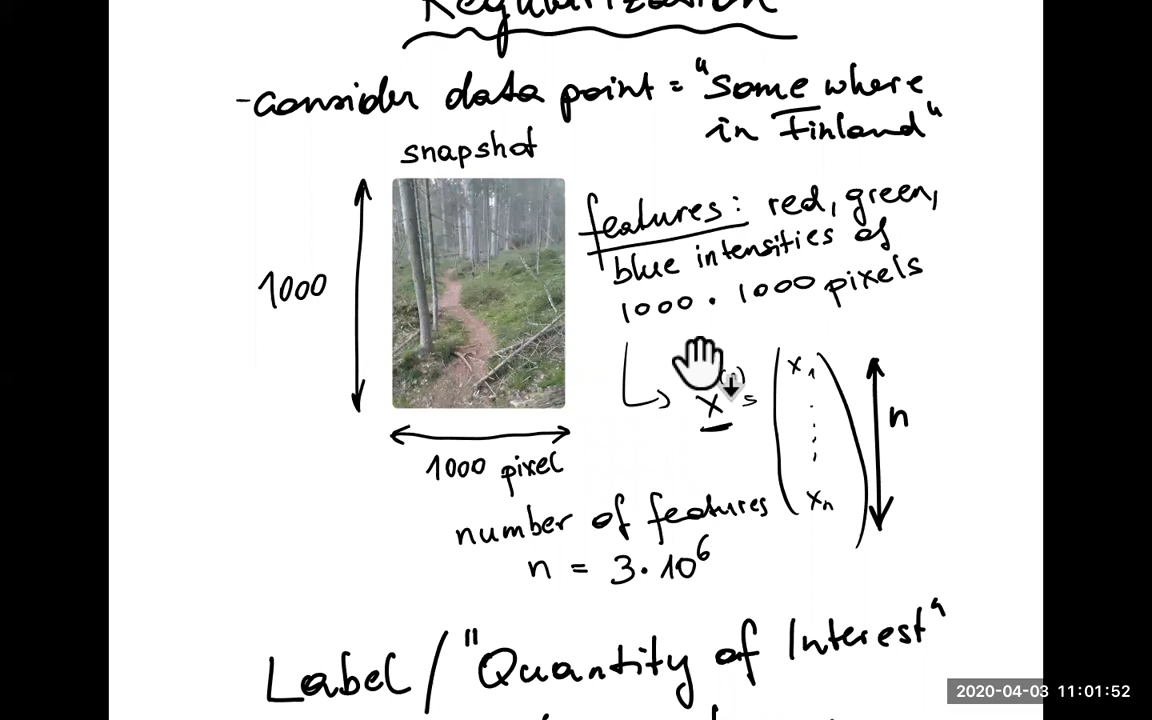 Regularization
-consider data point = "Some where
in Finland"
snapshot
features: red, green,
blue intensities of
1000 . 1000 pixels
1000
x
x1
n
xn
1000 pixel
number of features
n = 3.10^6
Label / "Quantity of Interest"
2020-04-03 11:01:52